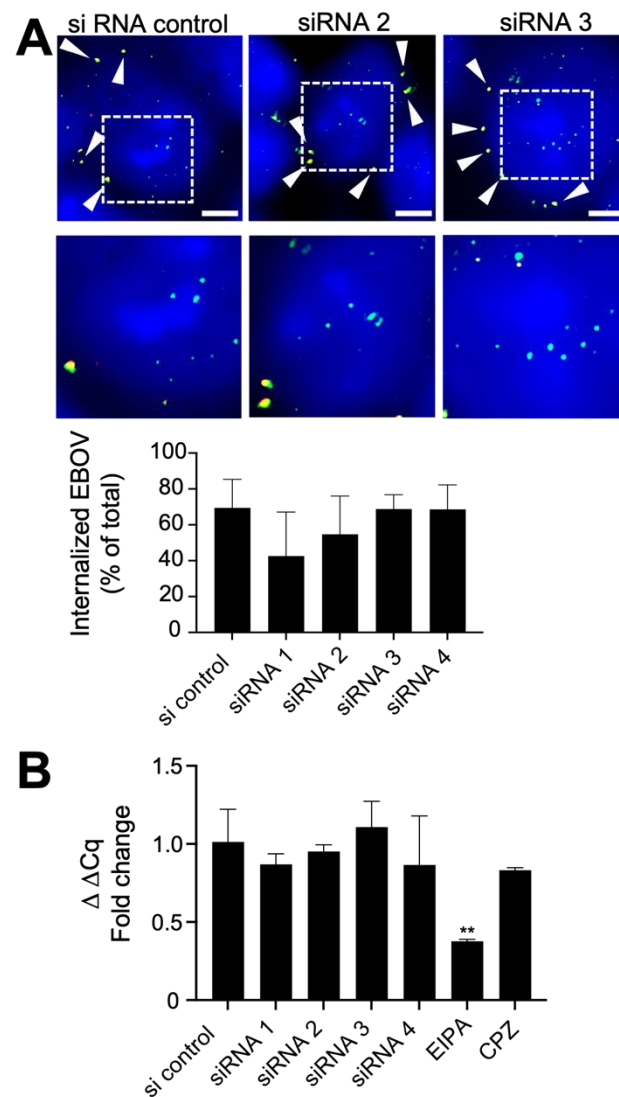 A
si RNA control siRNA 2 siRNA 3
Internalized EBOV
(% of total)
100
80
60
40
20
0
si control siRNA 1 siRNA 2 siRNA 3 siRNA 4
B
Δ ΔCq
Fold change
1.5
1.0
0.5
0
**
si control siRNA 1 siRNA 2 siRNA 3 siRNA 4 EIPA CPZ